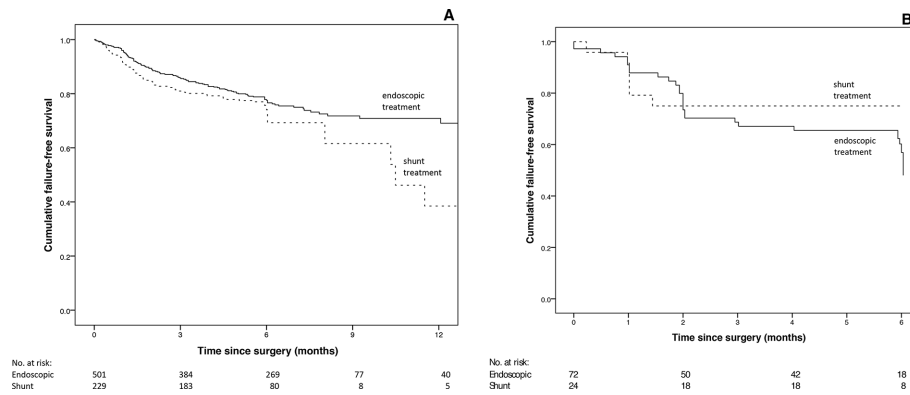 A
1.0
0.8
0.6
0.4
0.2
0.0
Cumulative failure-free survival
endoscopic
treatment
shunt
treatment
0 3 6 9 12
Time since surgery (months)
No. at risk:
Endoscopic 501 384 269 77 40
Shunt 229 183 80 8 5
B
1.0
0.8
0.6
0.4
0.2
0.0
Cumulative failure-free survival
shunt
treatment
endoscopic
treatment
0 1 2 3 4 5 6
Time since surgery (months)
No. at risk:
Endoscopic 72 50 42 18
Shunt 24 18 18 8